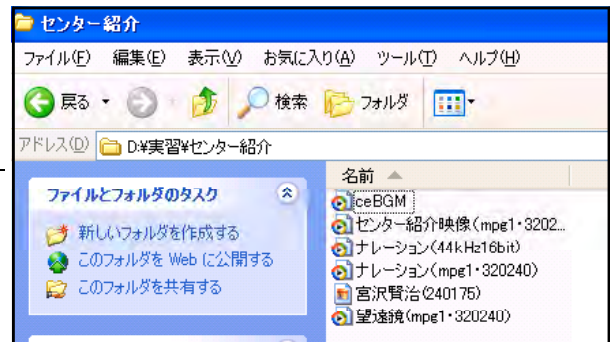 センター紹介
ファイル(F) 編集(E) 表示(V) お気に入り(A) ツール(T) ヘルプ(H)
戻る 検索 フォルダ
アドレス(D) D:¥実習¥センター紹介
名前
ファイルとフォルダのタスク
新しいフォルダを作成する
このフォルダを Web に公開する
このフォルダを共有する
ceBGM
センター紹介映像(mpg1・3202...
ナレーション(44kHz16bit)
ナレーション(mpg1・320240)
宮沢賢治(240175)
望遠鏡(mpg1・320240)